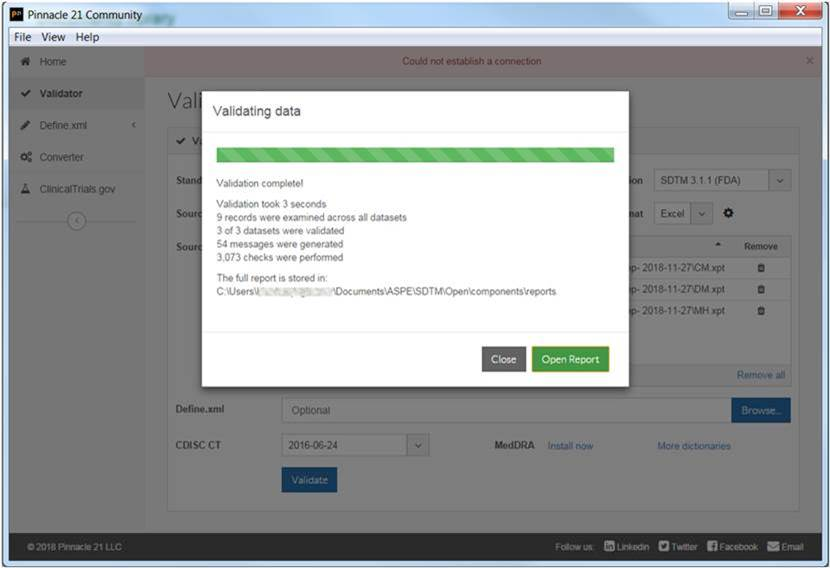 Pinnacle 21 Community
File View Help
Home
Could not establish a connection
Validator
Vali
Define.xml
Converter
ClinicalTrials.gov
Validating data
Validation complete!
Validation took 3 seconds
9 records were examined across all datasets
3 of 3 datasets were validated
54 messages were generated
3,073 checks were performed
The full report is stored in:
C:\Users\ \Documents\ASPE\SDTM\Open\components\reports
Close Open Report
Va
Stand
ion SDTM 3.1.1 (FDA)
Sourc
nat Excel
Sourc
Remove
p- 2018-11-27\CM.xpt
p- 2018-11-27\DM.xpt
p- 2018-11-27\MH.xpt
Remove all
Define.xml Optional Browse...
CDISC CT 2016-06-24 MedDRA Install now More dictionaries
Validate
© 2018 Pinnacle 21 LLC Follow us: Linkedin Twitter Facebook Email